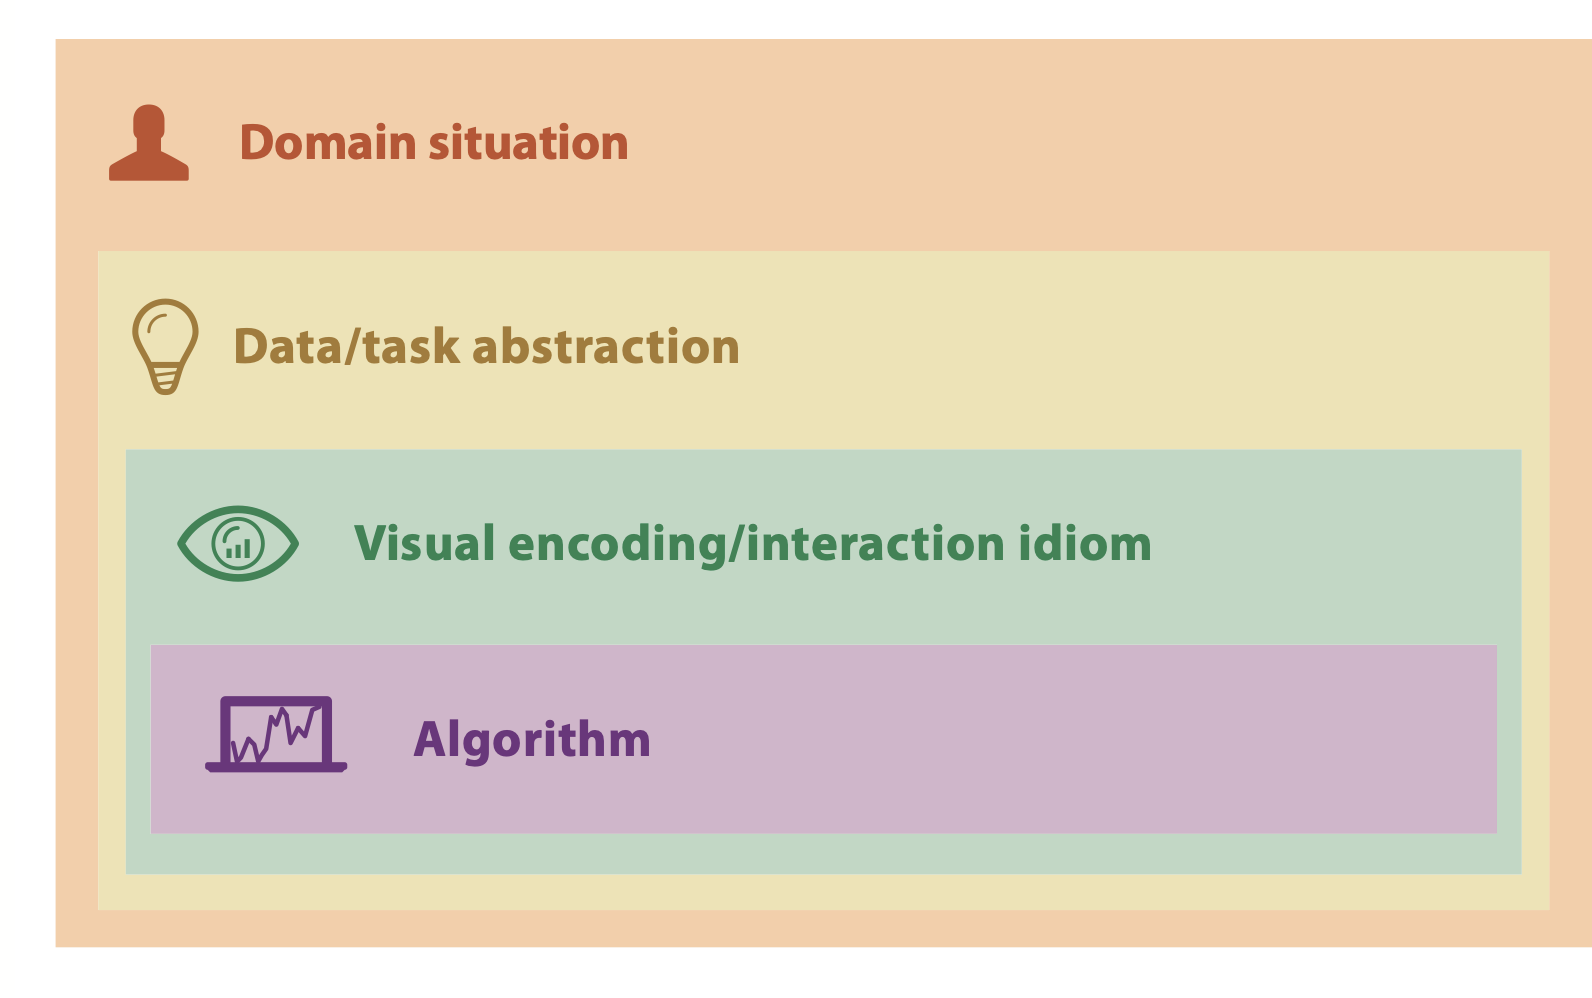 Domain situation
Data/task abstraction
Visual encoding/interaction idiom
Algorithm